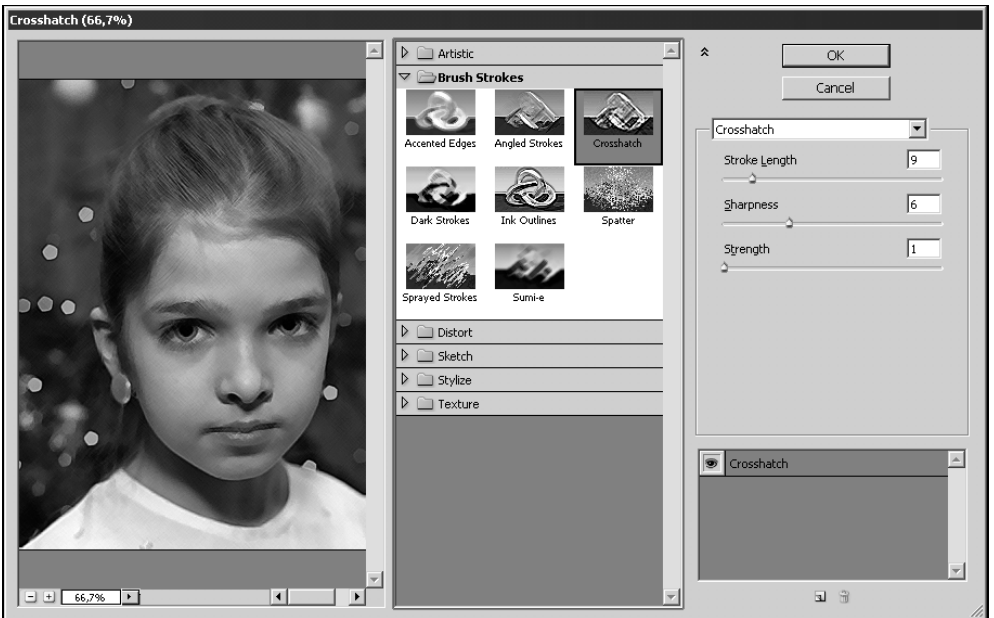 Crosshatch (66,7%)
Artistic
Brush Strokes
Accented Edges
Angled Strokes
Crosshatch
Dark Strokes
Ink Outlines
Spatter
Sprayed Strokes
Sumi-e
Distort
Sketch
Stylize
Texture
66,7%
OK
Cancel
Crosshatch
Stroke Length
9
Sharpness
6
Strength
1
Crosshatch